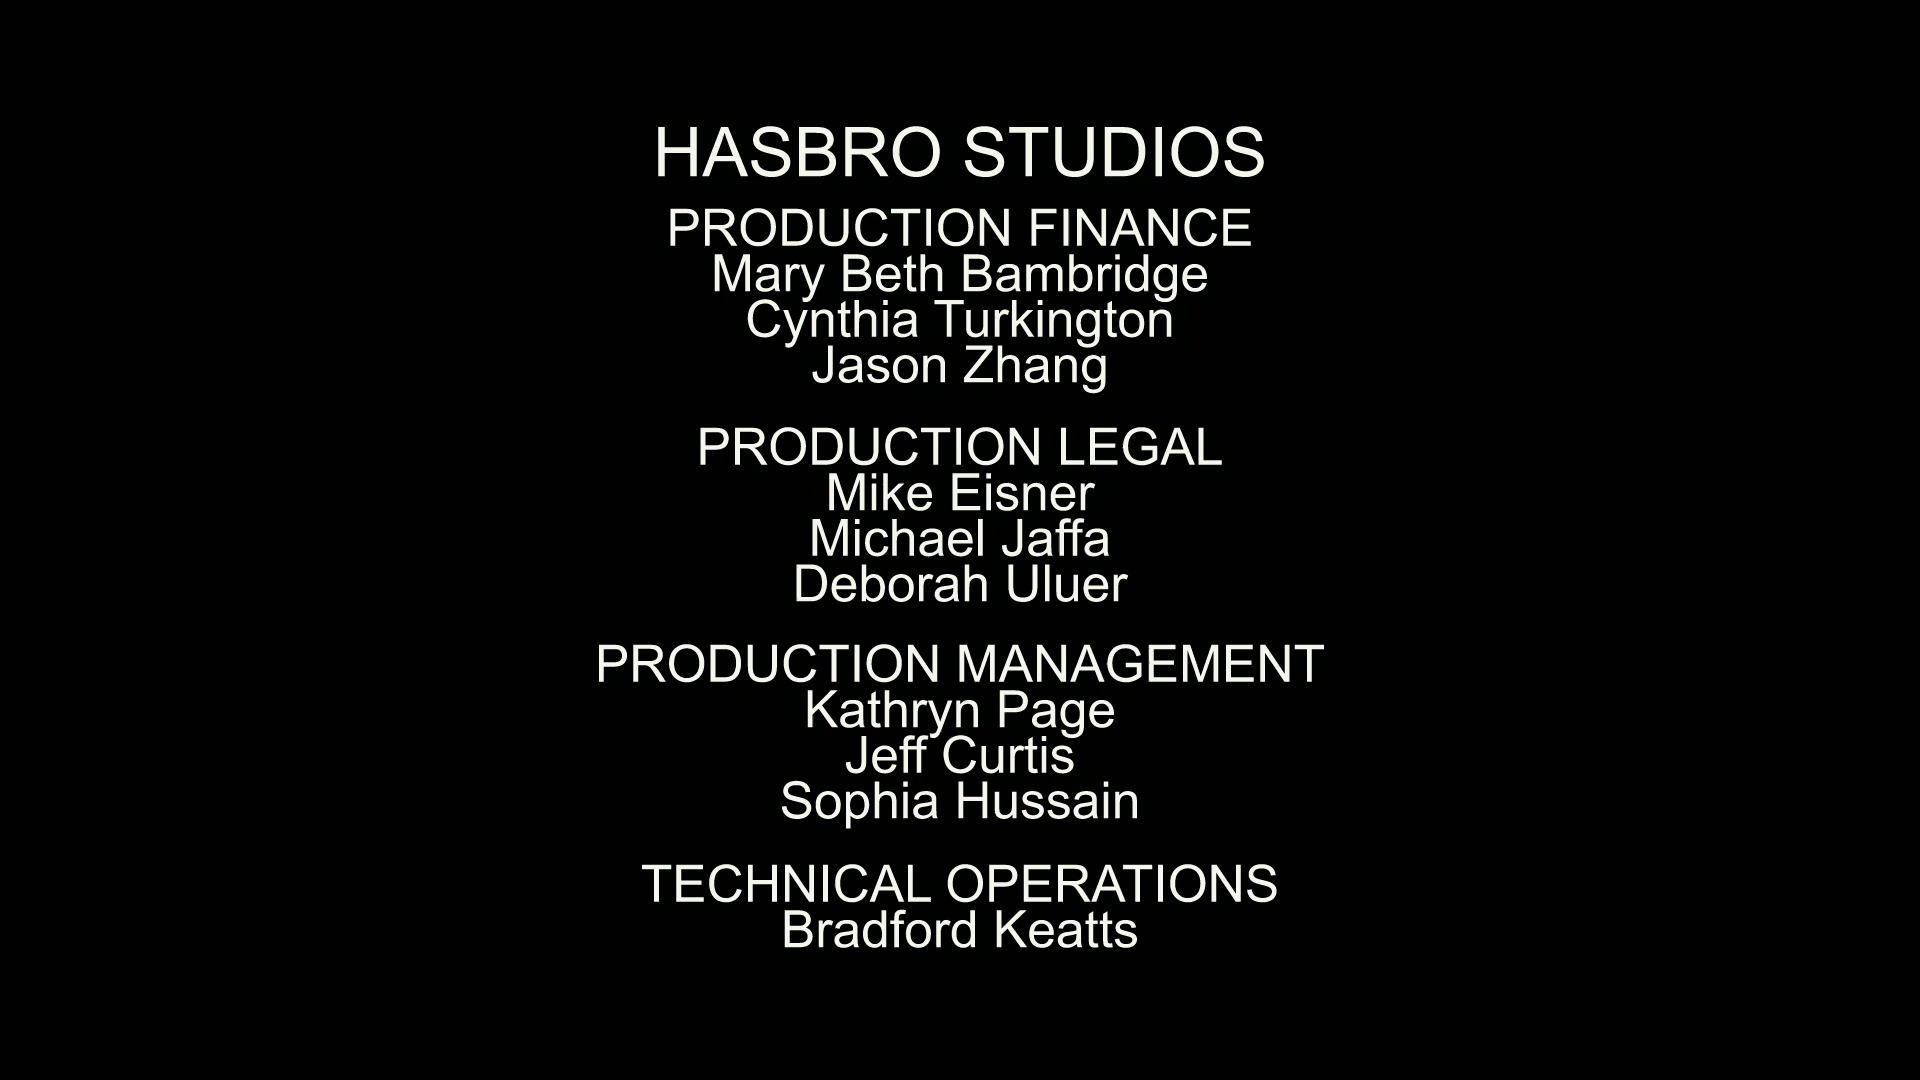 HASBRO STUDIOS
PRODUCTION FINANCE
Mary Beth Bambridge
Cynthia Turkington
Jason Zhang
PRODUCTION LEGAL
Mike Eisner
Michael Jaffa
Deborah Uluer
PRODUCTION MANAGEMENT
Kathryn Page
Jeff Curtis
Sophia Hussain
TECHNICAL OPERATIONS
Bradford Keatts